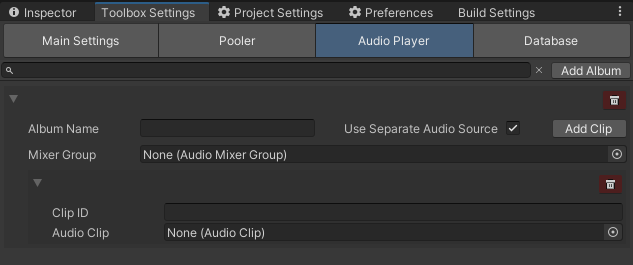 Inspector Toolbox Settings Project Settings Preferences Build Settings
Main Settings Pooler Audio Player Database
Add Album
Album Name Use Separate Audio Source Add Clip
Mixer Group None (Audio Mixer Group)
Clip ID
Audio Clip None (Audio Clip)